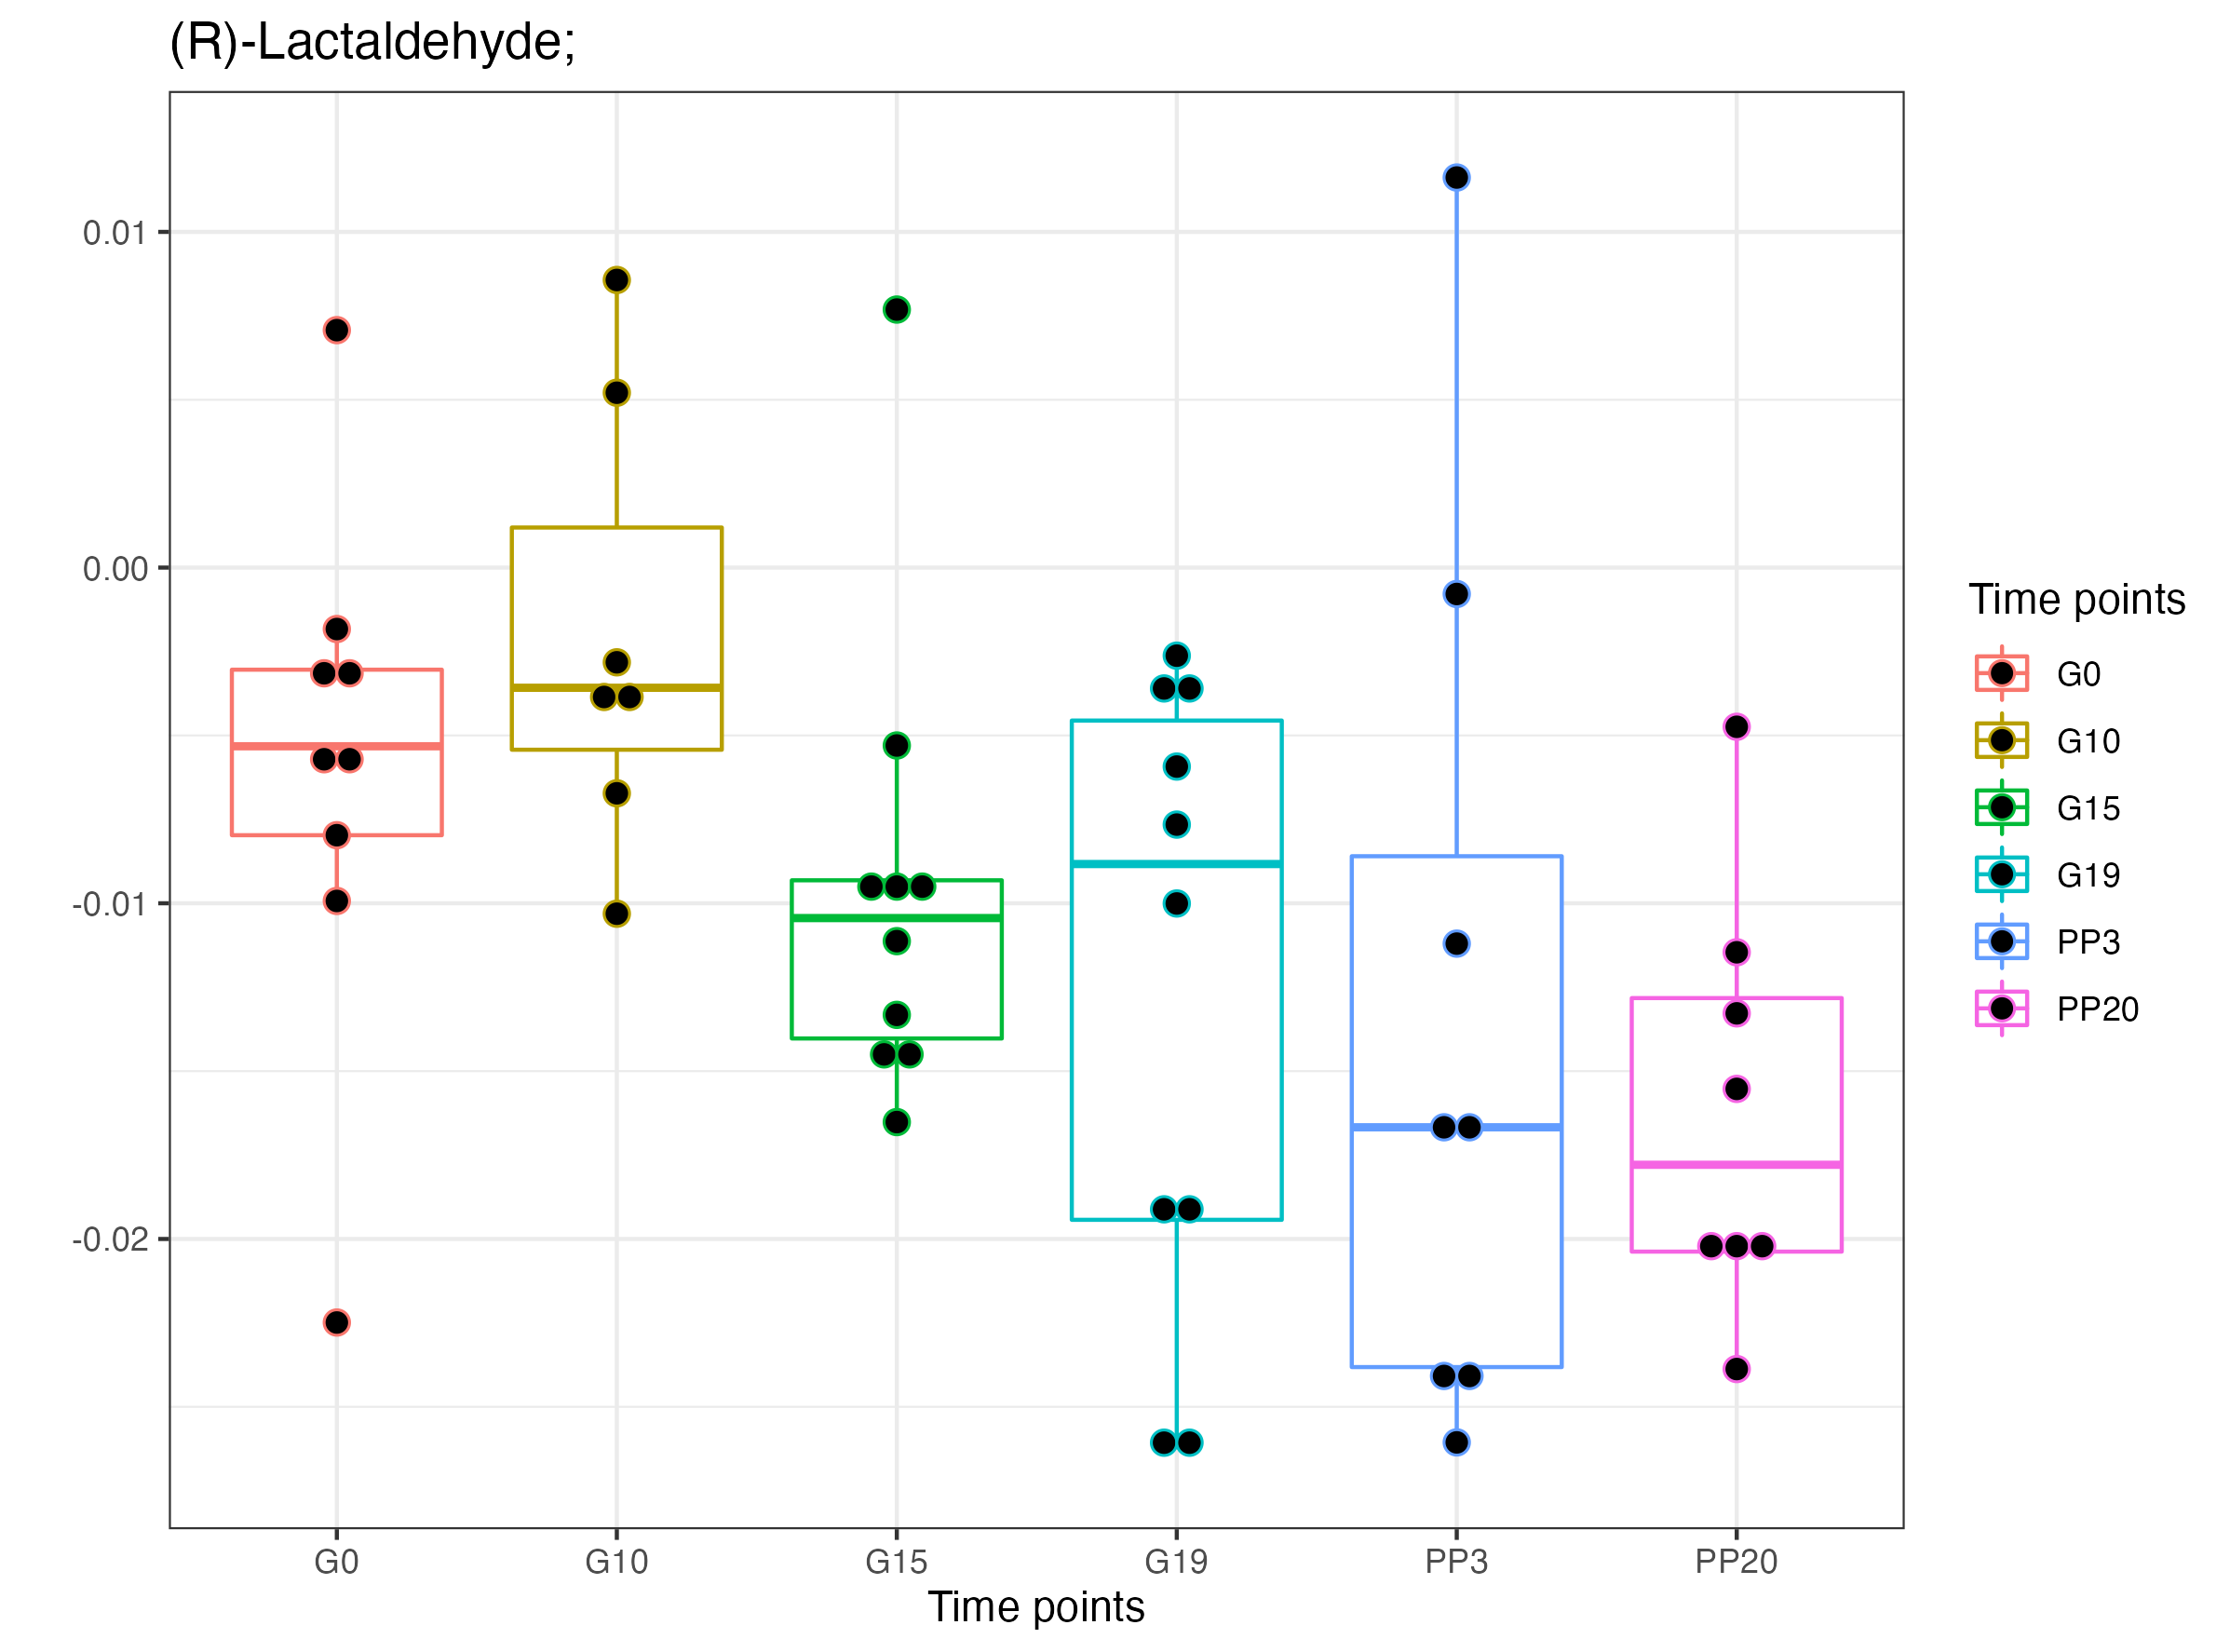 (R)-Lactaldehyde;
0.01
0.00
-0.01
-0.02
G0 G10 G15 G19 PP3 PP20
Time points
Time points
G0
G10
G15
G19
PP3
PP20